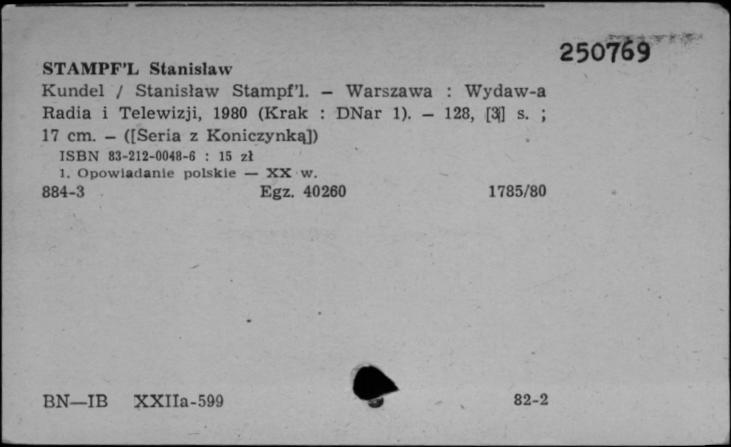 250769
STAMPF'L Stanisław
Kundel / Stanisław Stampf'l. — Warszawa : Wydaw-a
Radia i Telewizji, 1980 (Krak : DNar 1). — 128, [3] s. ;
17 cm. — ([Seria z Koniczynką])
ISBN 83-212-0048-6 : 15 zł
1. Opowiadanie polskie — XX w.
884-3 Egz. 40260 1785/80
BN—IB XXIIa-599 82-2